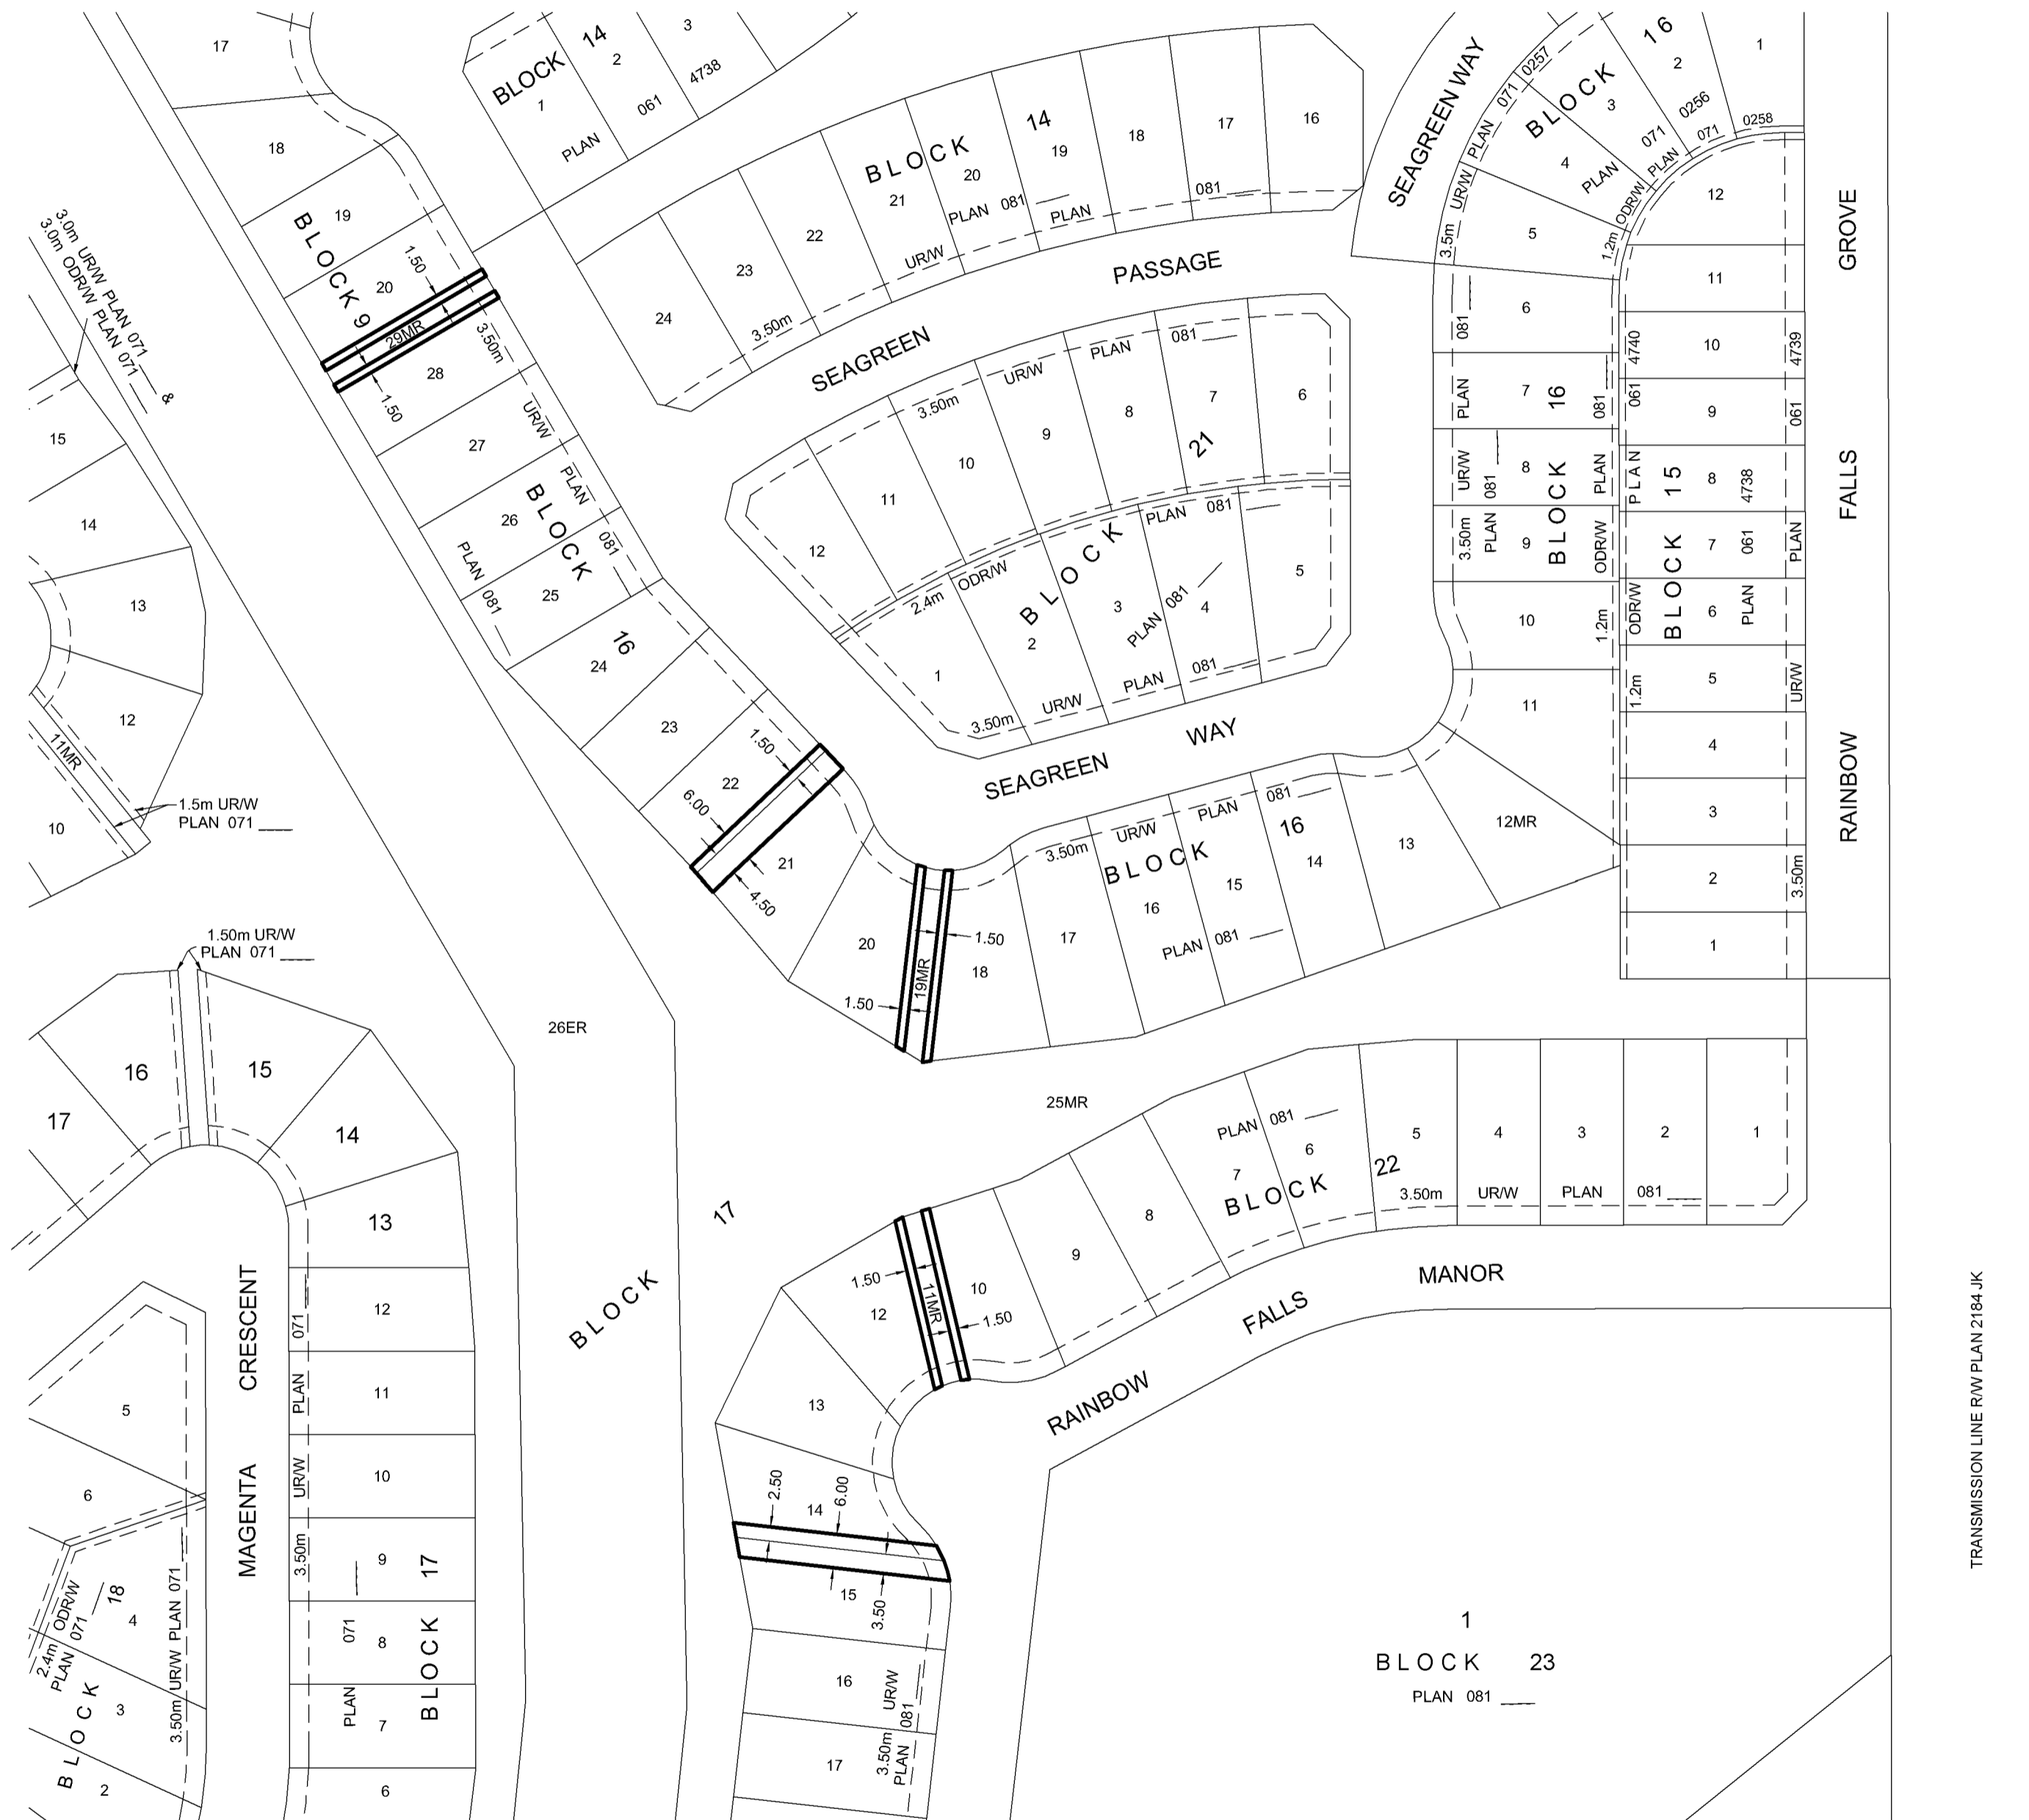 17
18
19
BLOCK 9
20
1.50
29MR
3.50m
28
1.50
27
UR/W
26
BLOCK
PLAN
081
PLAN 081
25
24
16
23
22
1.50
6.00
21
4.50
20
1.50
19MR
1.50
18
17
BLOCK 16
3.50m UR/W PLAN 081
16
15
14
13
PLAN 081
12MR
11
10
BLOCK 14
1
2
3
PLAN 061 4738
BLOCK 14
24
23
22
21
20
19
18
17
16
PLAN 081
3.50m
UR/W
PLAN
081
SEAGREEN PASSAGE
SEAGREEN WAY
SEAGREEN WAY
3.50m
UR/W
PLAN
081
12
11
10
9
8
7
6
21
BLOCK
2.4m ODR/W
PLAN 081
1
2
3
4
5
PLAN 081
3.50m
UR/W
PLAN
081
BLOCK 16
1
2
3
4
5
PLAN 071 0256
3.5m UR/W PLAN 071 0257
1.2m ODR/W PLAN 071 0258
6
7
8
9
BLOCK 16
3.50m UR/W PLAN 081
PLAN 081
1.2m ODR/W PLAN 081
12
11
10
9
8
7
6
5
4
3
2
1
BLOCK 15
PLAN 061 4738
1.2m ODR/W PLAN 061 4740
3.50m UR/W PLAN 061 4739
RAINBOW FALLS GROVE
3.0m UR/W PLAN 071 &
3.0m ODR/W PLAN 071
15
14
13
12
11MR
10
1.5m UR/W
PLAN 071
1.50m UR/W
PLAN 071
17
16
15
14
13
12
11
10
9
8
7
6
BLOCK 17
PLAN 071
3.50m UR/W PLAN 071
MAGENTA CRESCENT
5
6
4
3
2
BLOCK 18
2.4m ODR/W
PLAN 071
3.50m UR/W PLAN 071
26ER
25MR
BLOCK 17
BLOCK 22
PLAN 081
1
2
3
4
5
6
7
8
9
10
11MR
12
13
14
15
16
17
3.50m UR/W PLAN 081
1.50
1.50
2.50
6.00
3.50
3.50m UR/W
PLAN 081
RAINBOW FALLS MANOR
1
BLOCK 23
PLAN 081
TRANSMISSION LINE R/W PLAN 2184 JK